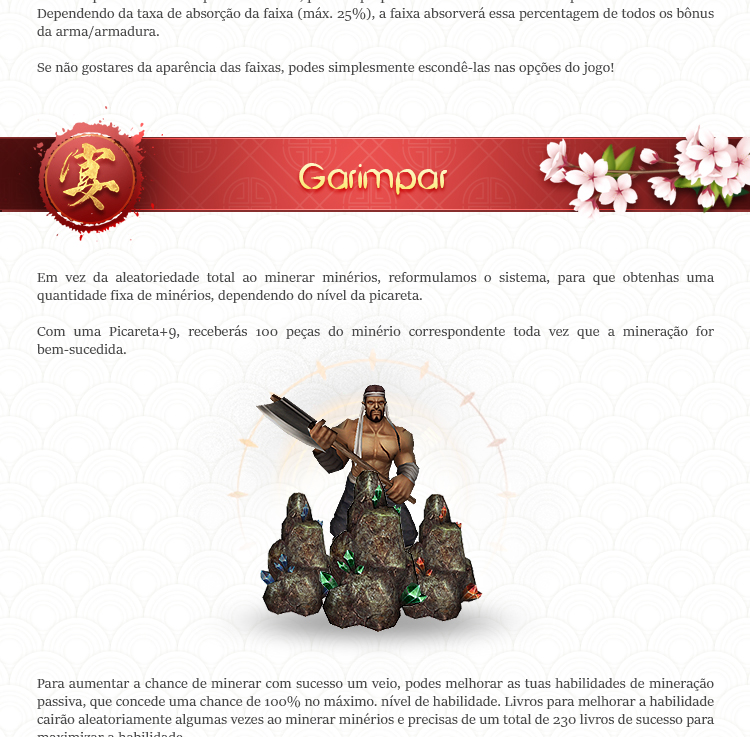 Dependendo da taxa de absorção da faixa (máx. 25%), a faixa absorverá essa percentagem de todos os bônus
da arma/armadura.
Se não gostares da aparência das faixas, podes simplesmente escondê-las nas opções do jogo!
宴
Garimpar
Em vez da aleatoriedade total ao minerar minérios, reformulamos o sistema, para que obtenhas uma
quantidade fixa de minérios, dependendo do nível da picareta.
Com uma Picareta+9, receberás 100 peças do minério correspondente toda vez que a mineração for
bem-sucedida.
Para aumentar a chance de minerar com sucesso um veio, podes melhorar as tuas habilidades de mineração
passiva, que concede uma chance de 100% no máximo. nível de habilidade. Livros para melhorar a habilidade
cairão aleatoriamente algumas vezes ao minerar minérios e precisas de um total de 230 livros de sucesso para
maximizar a habilidade.